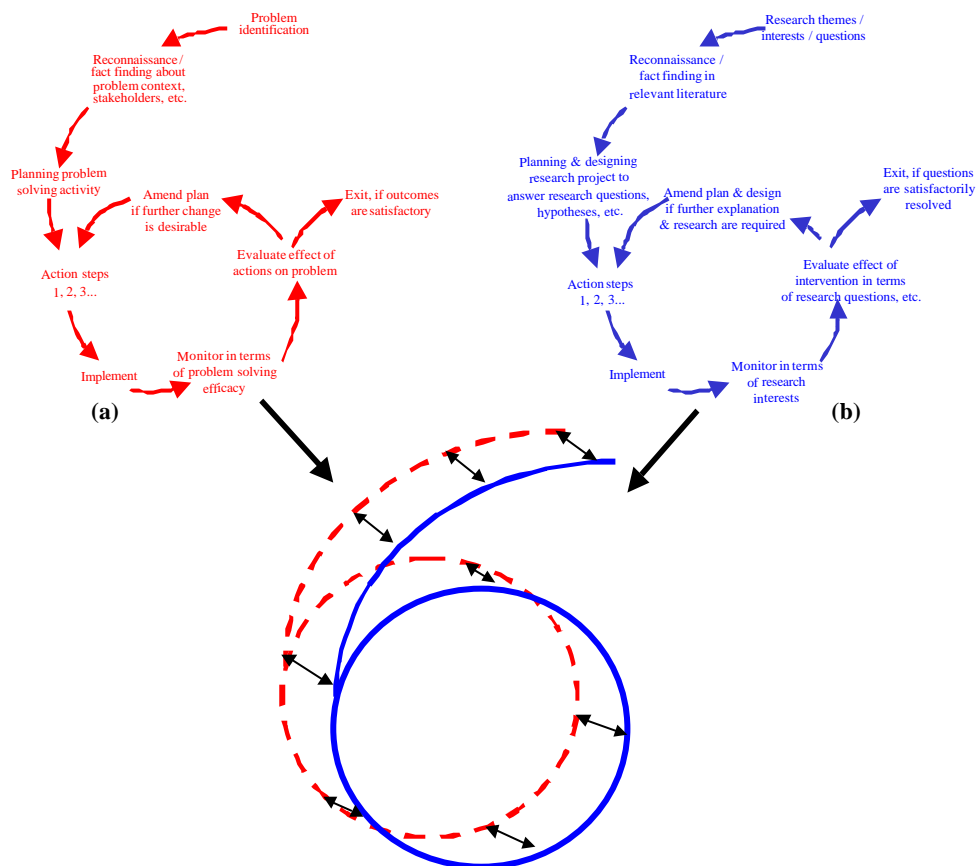 Problem
identification
Reconnaissance /
fact finding about
problem context,
stakeholders, etc.
Planning problem
solving activity
Amend plan
if further change
is desirable
Exit, if outcomes
are satisfactory
Evaluate effect of
actions on problem
Action steps
1, 2, 3...
Implement
Monitor in terms
of problem solving
efficacy
(a)
Research themes /
interests / questions
Reconnaissance /
fact finding in
relevant literature
Planning & designing
research project to
answer research questions,
hypotheses, etc.
Amend plan & design
if further explanation
& research are required
Exit, if questions
are satisfactorily
resolved
Evaluate effect of
intervention in terms
of research questions, etc.
Action steps
1, 2, 3...
Implement
Monitor in terms
of research
interests
(b)